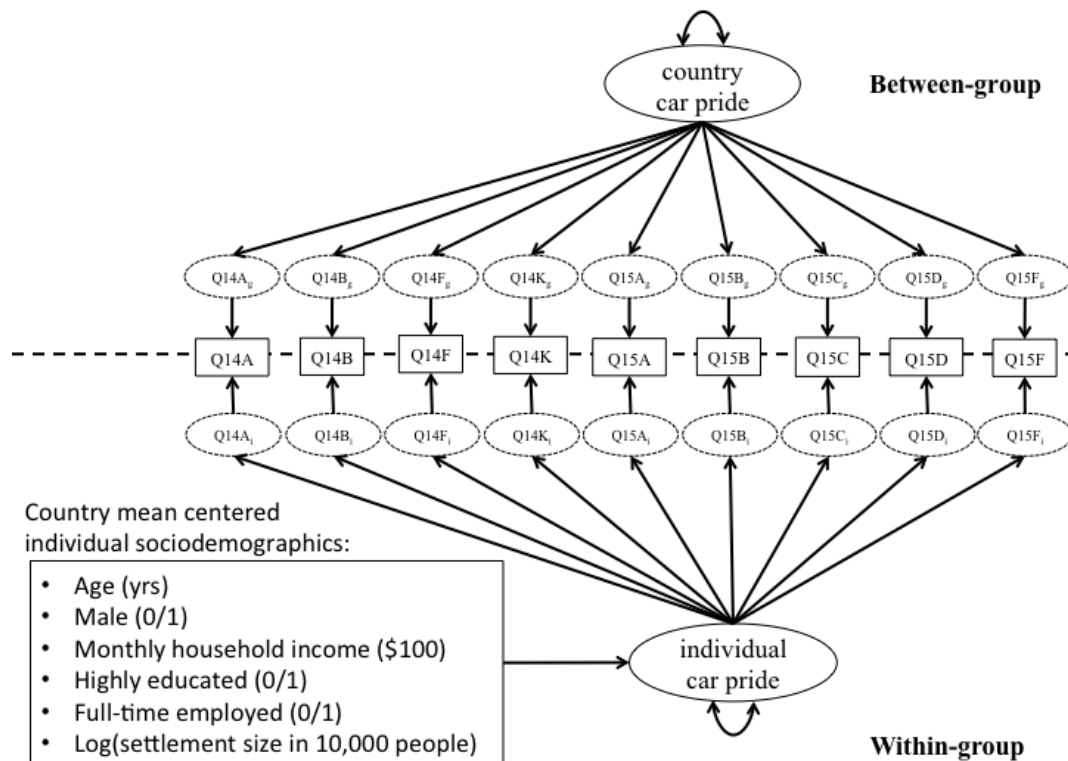 country
car pride
Between-group
Q14Ag Q14Bg Q14Fg Q14Kg Q15Ag Q15Bg Q15Cg Q15Dg Q15Fg
Q14A Q14B Q14F Q14K Q15A Q15B Q15C Q15D Q15F
Q14Ai Q14Bi Q14Fi Q14Ki Q15Ai Q15Bi Q15Ci Q15Di Q15Fi
Country mean centered
individual sociodemographics:
• Age (yrs)
• Male (0/1)
• Monthly household income ($100)
• Highly educated (0/1)
• Full-time employed (0/1)
• Log(settlement size in 10,000 people)
individual
car pride
Within-group